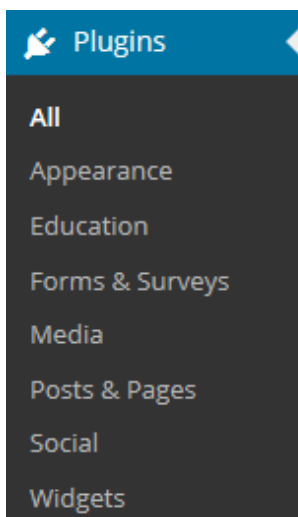 Plugins
All
Appearance
Education
Forms & Surveys
Media
Posts & Pages
Social
Widgets